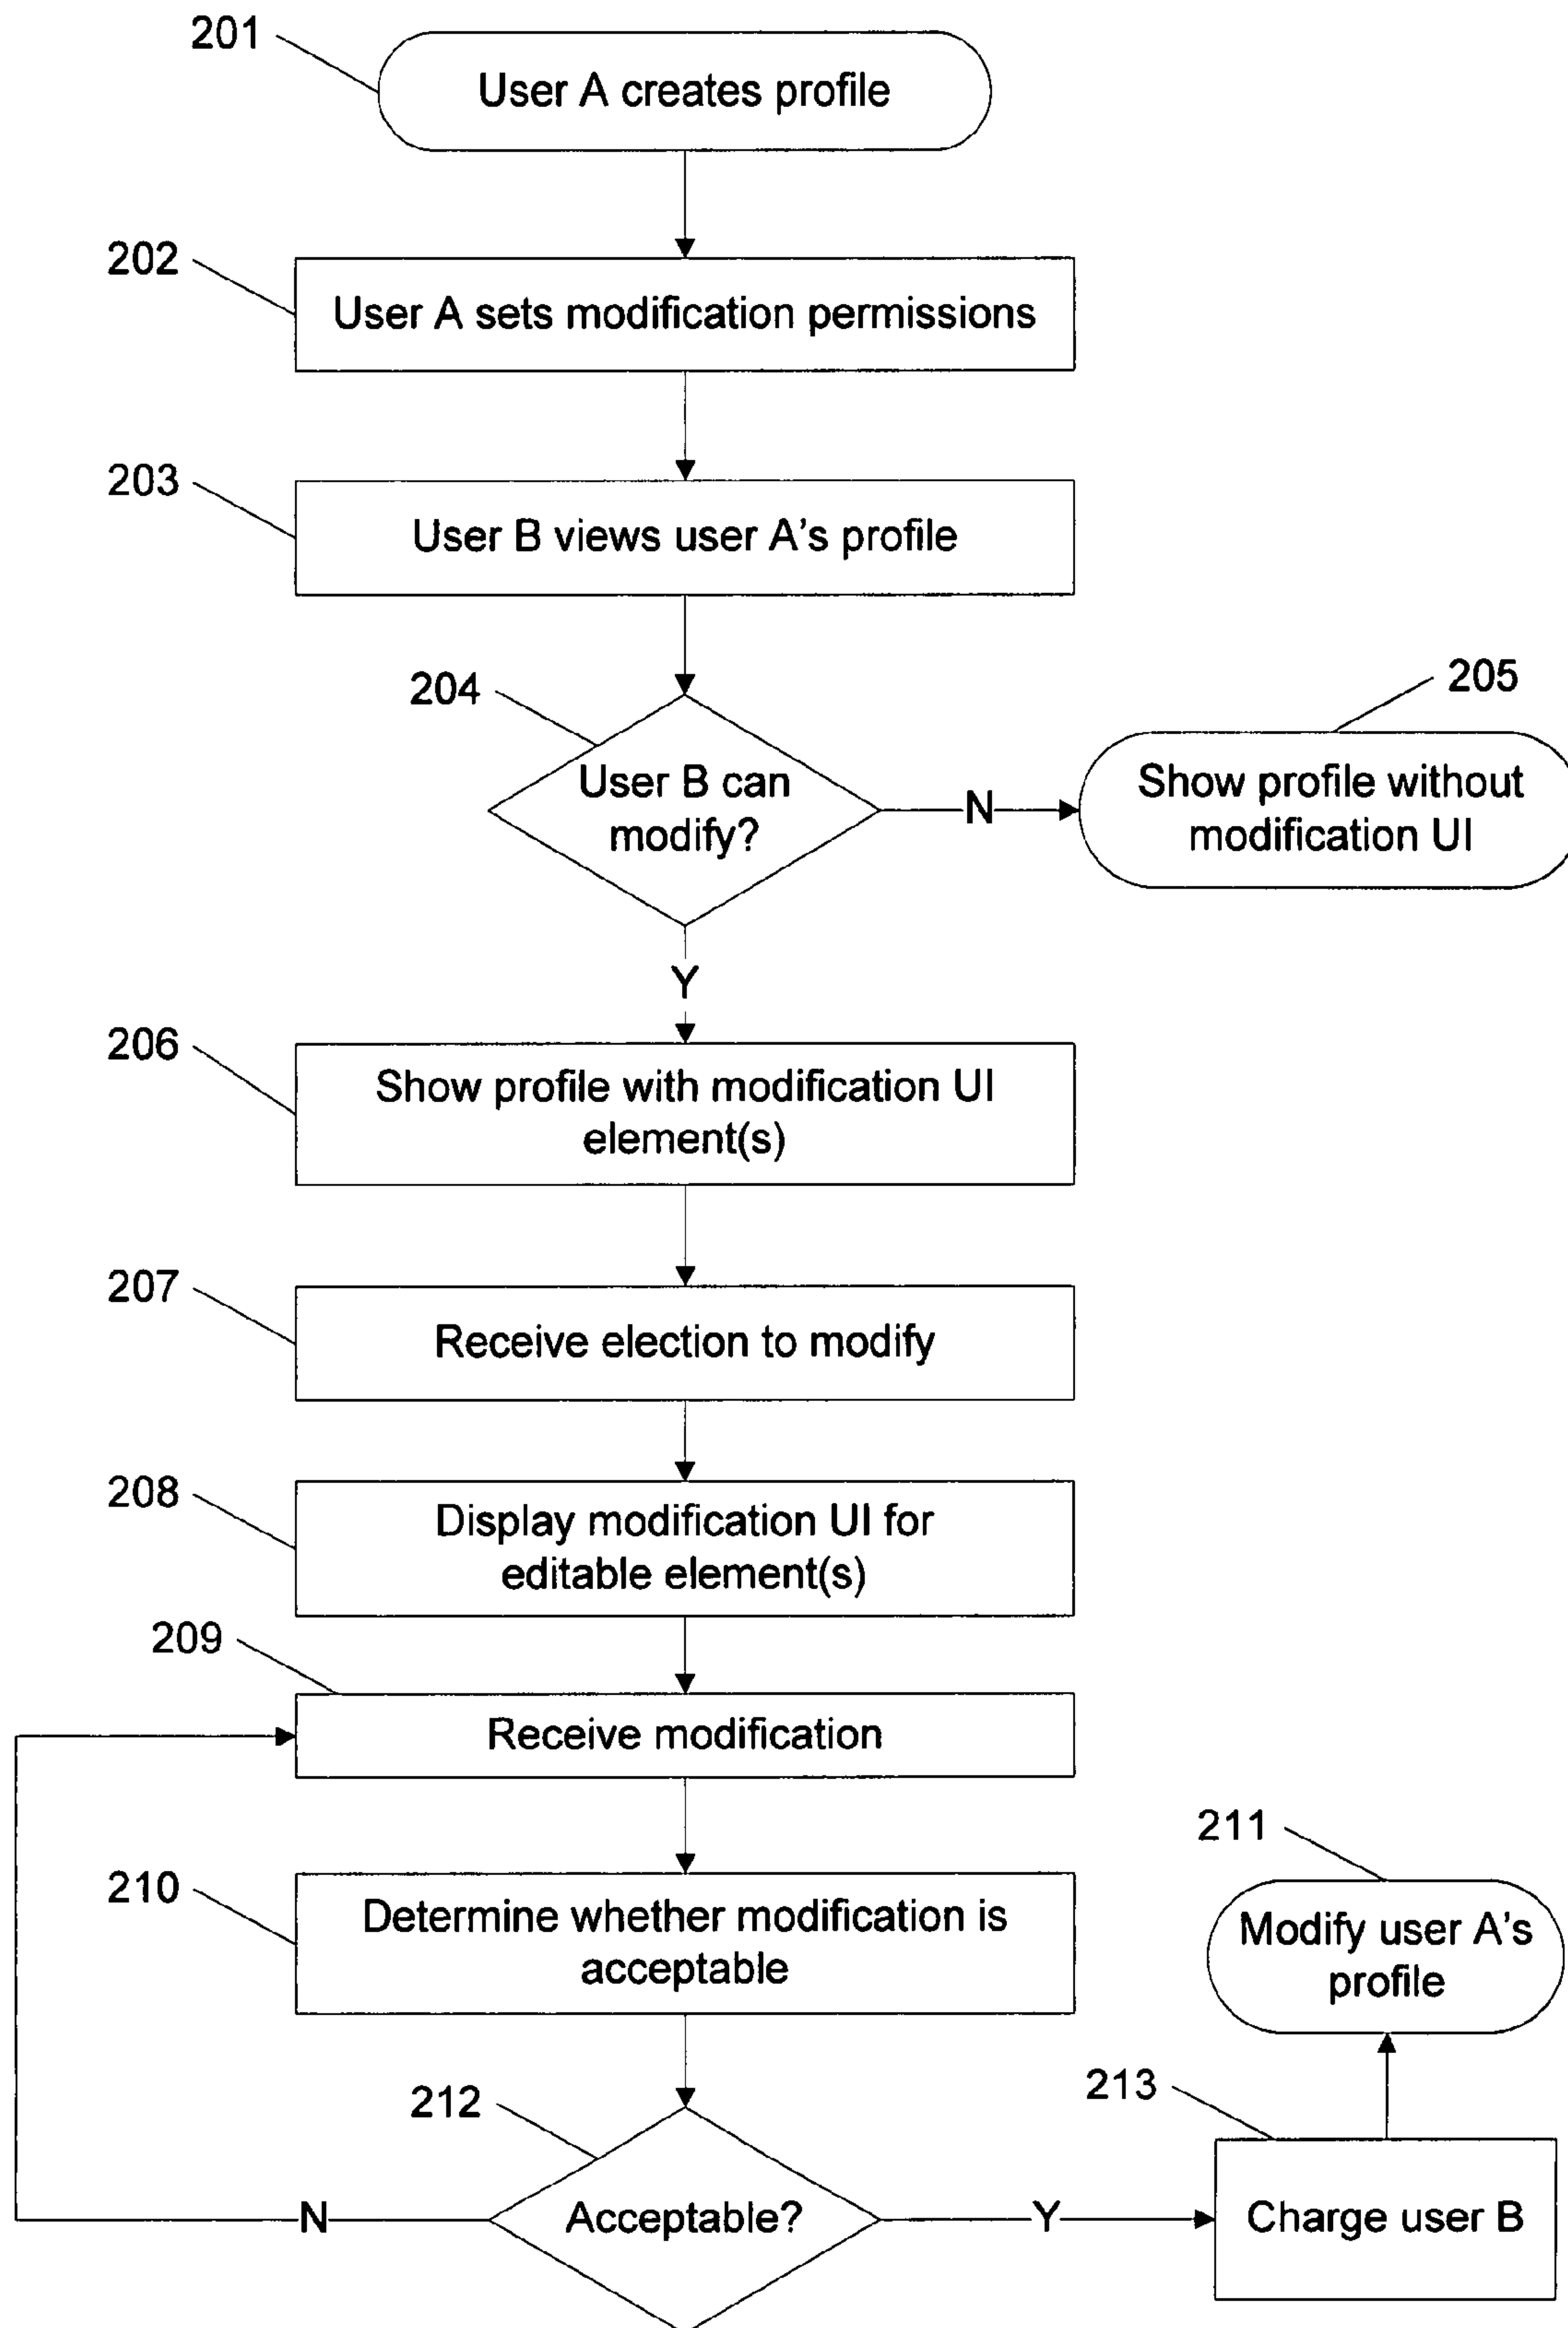 201
User A creates profile
202
User A sets modification permissions
203
User B views user A's profile
204
User B can
modify?
N
205
Show profile without
modification UI
Y
206
Show profile with modification UI
element(s)
207
Receive election to modify
208
Display modification UI for
editable element(s)
209
Receive modification
210
Determine whether modification is
acceptable
211
Modify user A's
profile
212
Acceptable?
N
Y
213
Charge user B